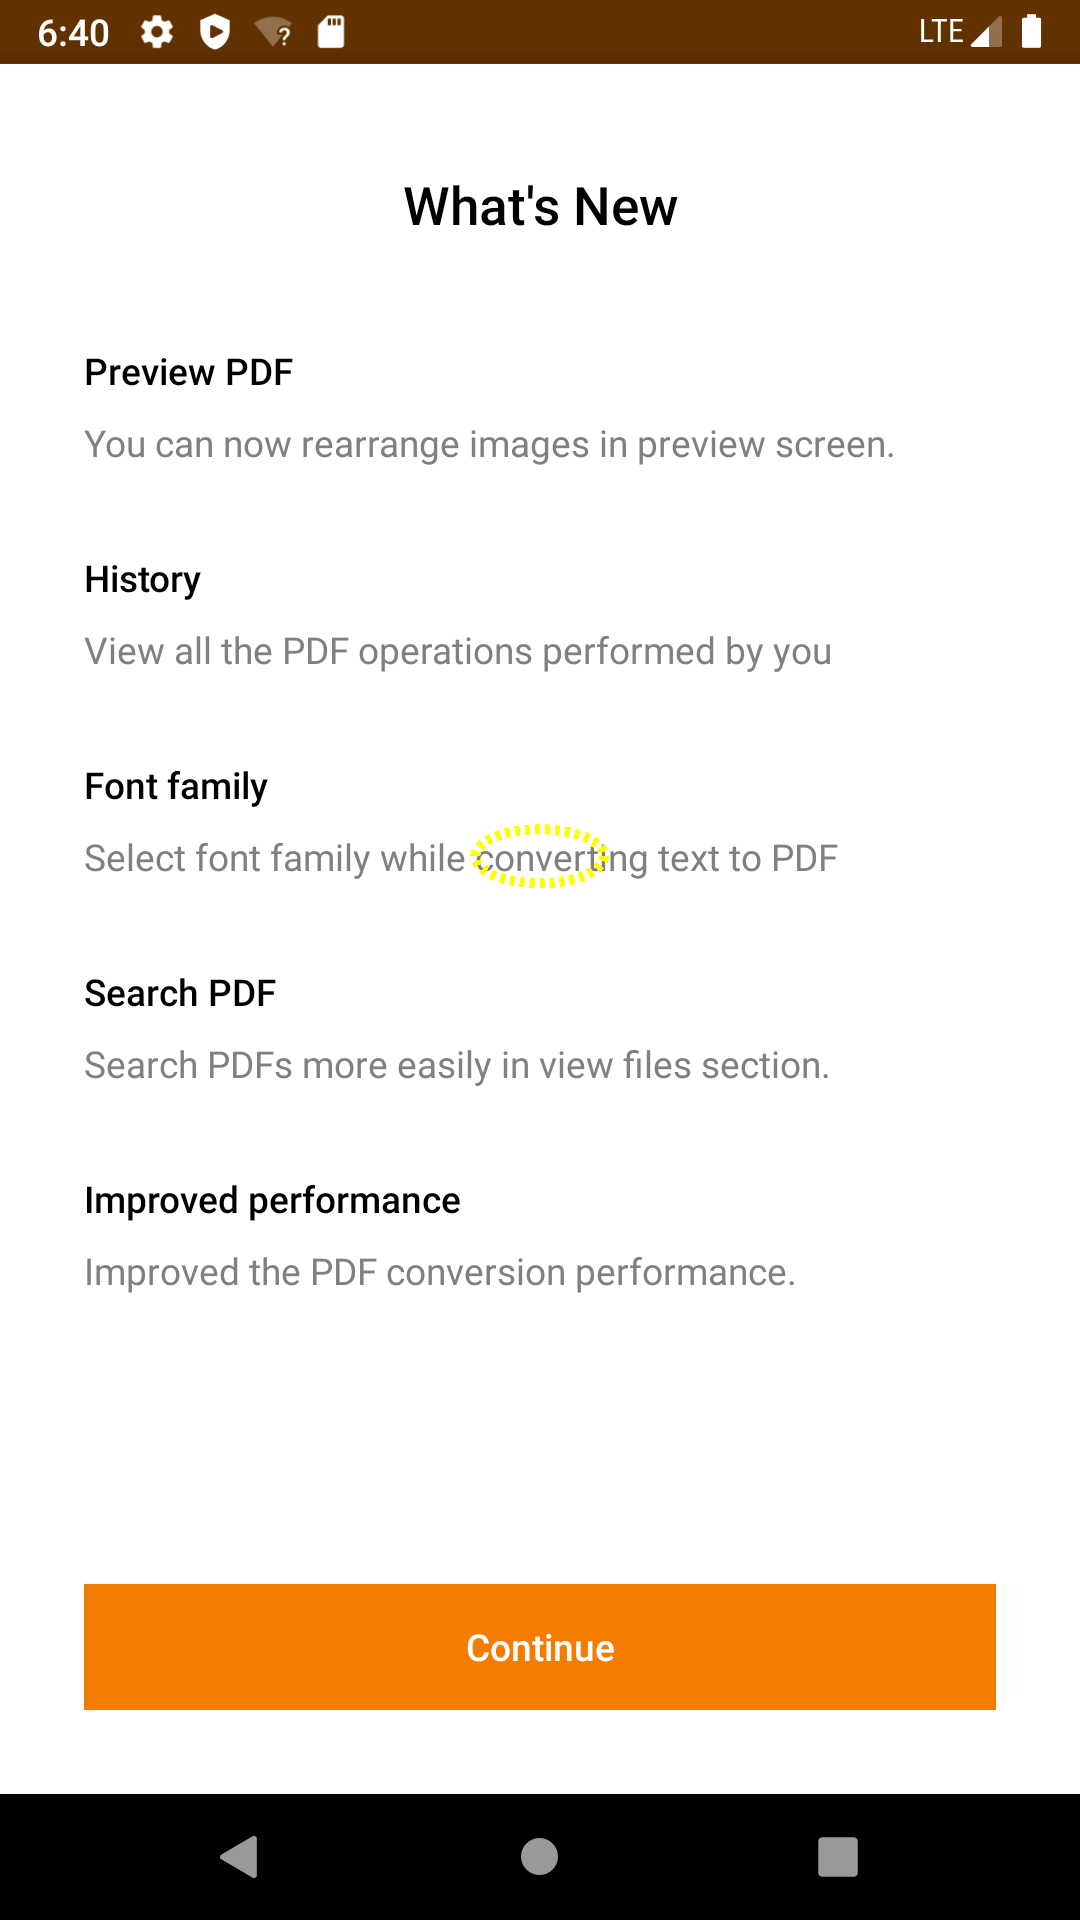 6:40 LTE
What's New
Preview PDF
You can now rearrange images in preview screen.
History
View all the PDF operations performed by you
Font family
Select font family while converting text to PDF
Search PDF
Search PDFs more easily in view files section.
Improved performance
Improved the PDF conversion performance.
Continue